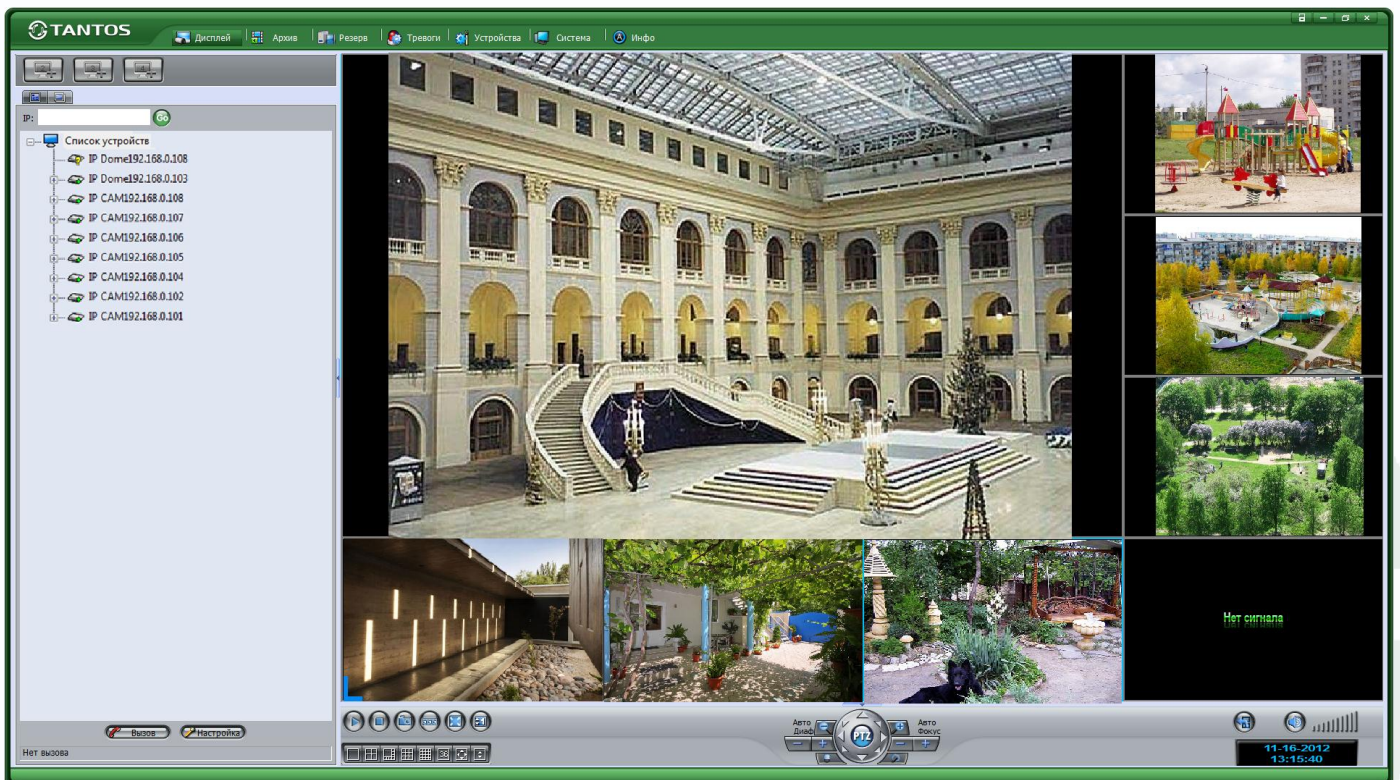 TANTOS
Дисплей
Архив
Резерв
Тревоги
Устройства
Система
Инфо
IP:
Go
Список устройств
IP Dome192.168.0.108
IP Dome192.168.0.103
IP CAM192.168.0.108
IP CAM192.168.0.107
IP CAM192.168.0.106
IP CAM192.168.0.105
IP CAM192.168.0.104
IP CAM192.168.0.102
IP CAM192.168.0.101
Нет сигнала
Вызов
Настройка
Нет вызова
36
Авто
Диаф
PTZ
Авто
Фокус
11-16-2012
13:15:40